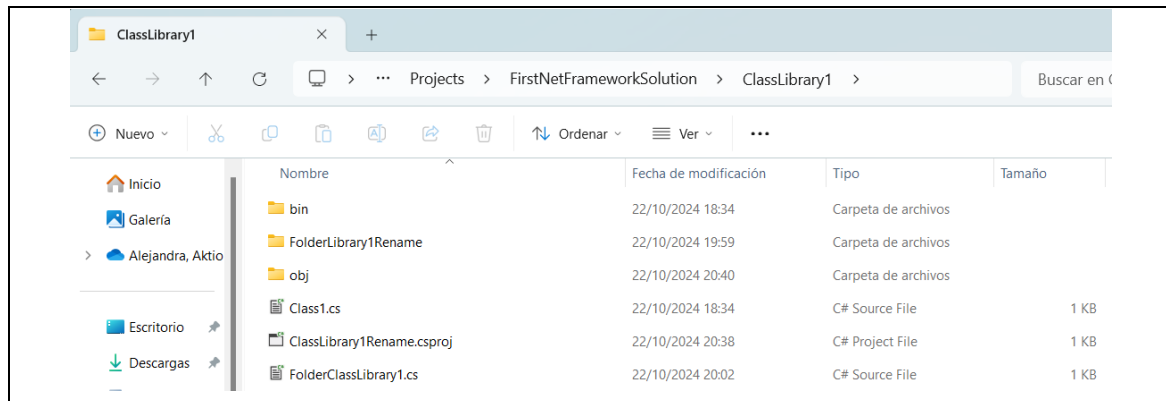 ClassLibrary1
Projects > FirstNetFrameworkSolution > ClassLibrary1 >
Buscar en
Nuevo
Ordenar
Ver
Inicio
Galería
Alejandra, Aktio
Escritorio
Descargas
Nombre Fecha de modificación Tipo Tamaño
bin 22/10/2024 18:34 Carpeta de archivos
FolderLibrary1Rename 22/10/2024 19:59 Carpeta de archivos
obj 22/10/2024 20:40 Carpeta de archivos
Class1.cs 22/10/2024 18:34 C# Source File 1 KB
ClassLibrary1Rename.csproj 22/10/2024 20:38 C# Project File 1 KB
FolderClassLibrary1.cs 22/10/2024 20:02 C# Source File 1 KB